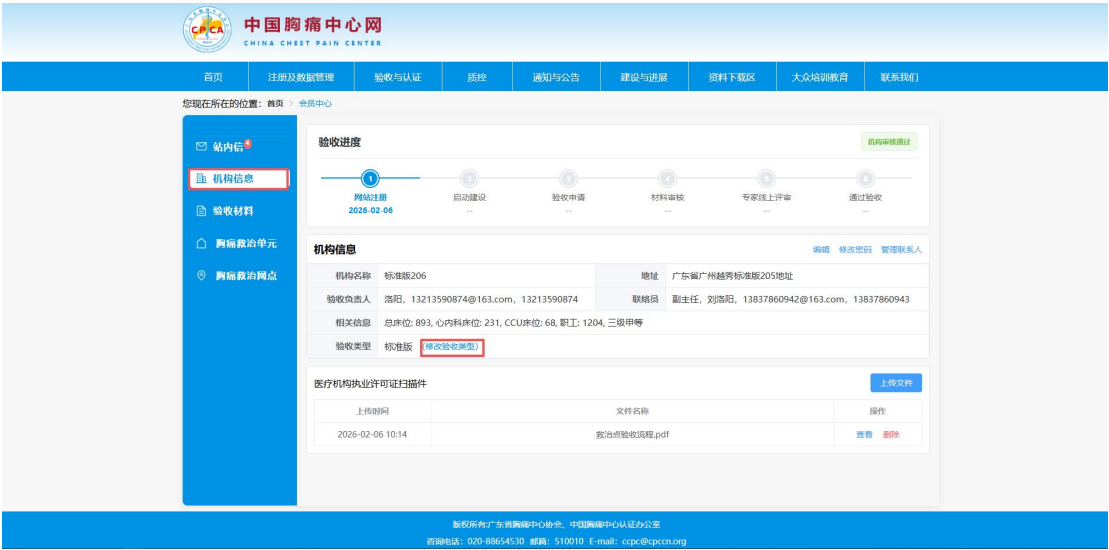 CPCA
中国胸痛中心网
CHINA CHEST PAIN CENTER
首页 注册及数据管理 验收与认证 质控 通知与公告 建设与进展 资料下载区 大众培训教育 联系我们
您现在所在的位置：首页 > 会员中心
站内信 4
机构信息
验收材料
胸痛救治单元
胸痛救治网点
验收进度 机构审核通过
1 2 3 4 5 6
网站注册 启动建设 验收申请 材料审核 专家线上评审 通过验收
2026-02-06 -- -- -- -- --
机构信息 编辑 修改密码 管理联系人
机构名称 标准版206 地址 广东省广州越秀标准版205地址
验收负责人 洛阳，13213590874@163.com，13213590874 联络员 副主任，刘洛阳，13837860942@163.com，13837860943
相关信息 总床位: 893, 心内科床位: 231, CCU床位: 68, 职工: 1204, 三级甲等
验收类型 标准版 (修改验收类型)
医疗机构执业许可证扫描件 上传文件
上传时间 文件名称 操作
2026-02-06 10:14 救治点验收流程.pdf 查看 删除
版权所有:广东省胸痛中心协会、中国胸痛中心认证办公室
咨询电话：020-88654530 邮编：510010 E-mail：ccpc@cpccn.org